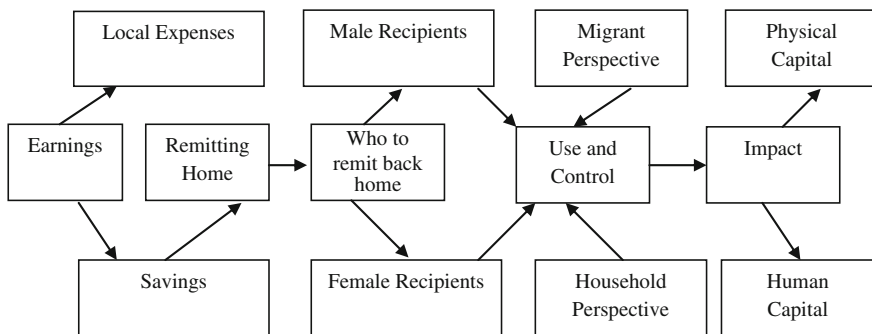 Local Expenses
Male Recipients
Migrant
Perspective
Physical
Capital
Earnings
Remitting
Home
Who to
remit back
home
Use and
Control
Impact
Savings
Female Recipients
Household
Perspective
Human
Capital